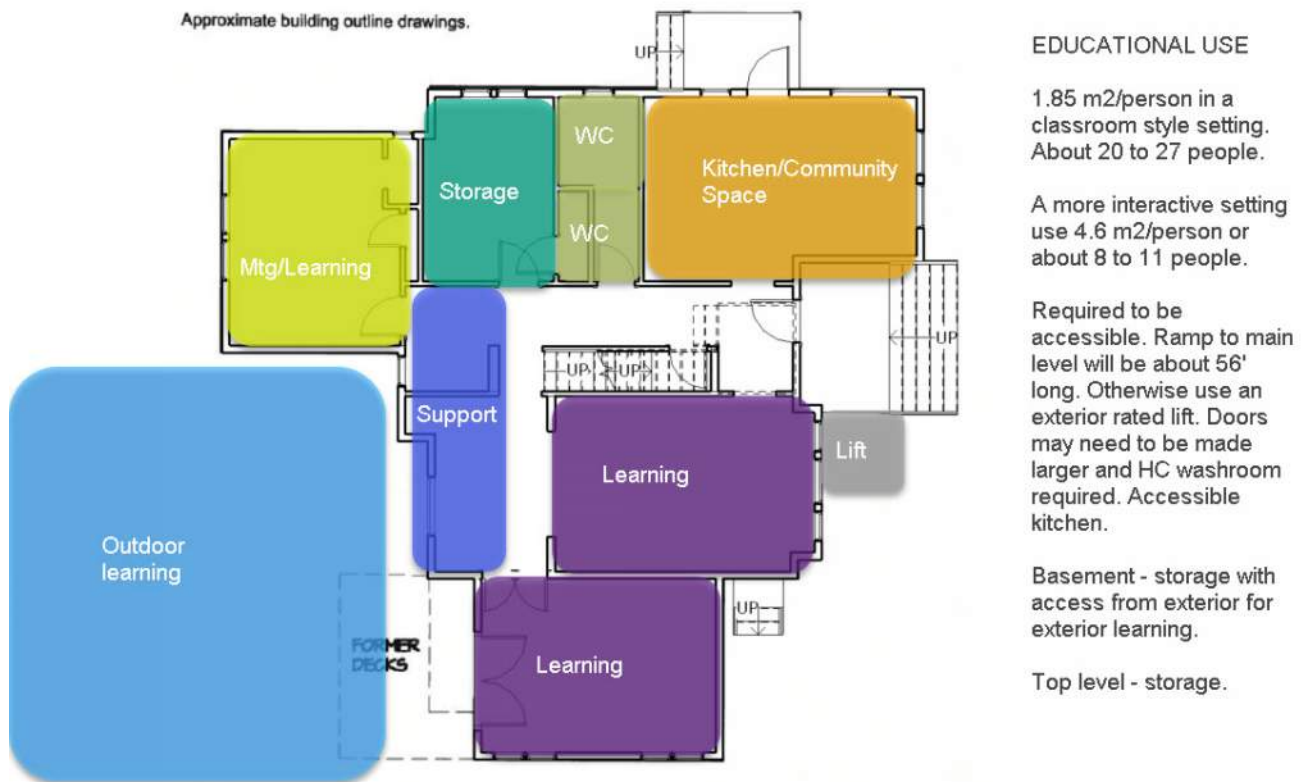 Approximate building outline drawings.
UP
WC
Kitchen/Community
Space
Storage
WC
Mtg/Learning
UP
UP
UP
Support
Learning
Lift
Outdoor
learning
UP
FORMER
DECKS
Learning
EDUCATIONAL USE
1.85 m2/person in a
classroom style setting.
About 20 to 27 people.
A more interactive setting
use 4.6 m2/person or
about 8 to 11 people.
Required to be
accessible. Ramp to main
level will be about 56'
long. Otherwise use an
exterior rated lift. Doors
may need to be made
larger and HC washroom
required. Accessible
kitchen.
Basement - storage with
access from exterior for
exterior learning.
Top level - storage.